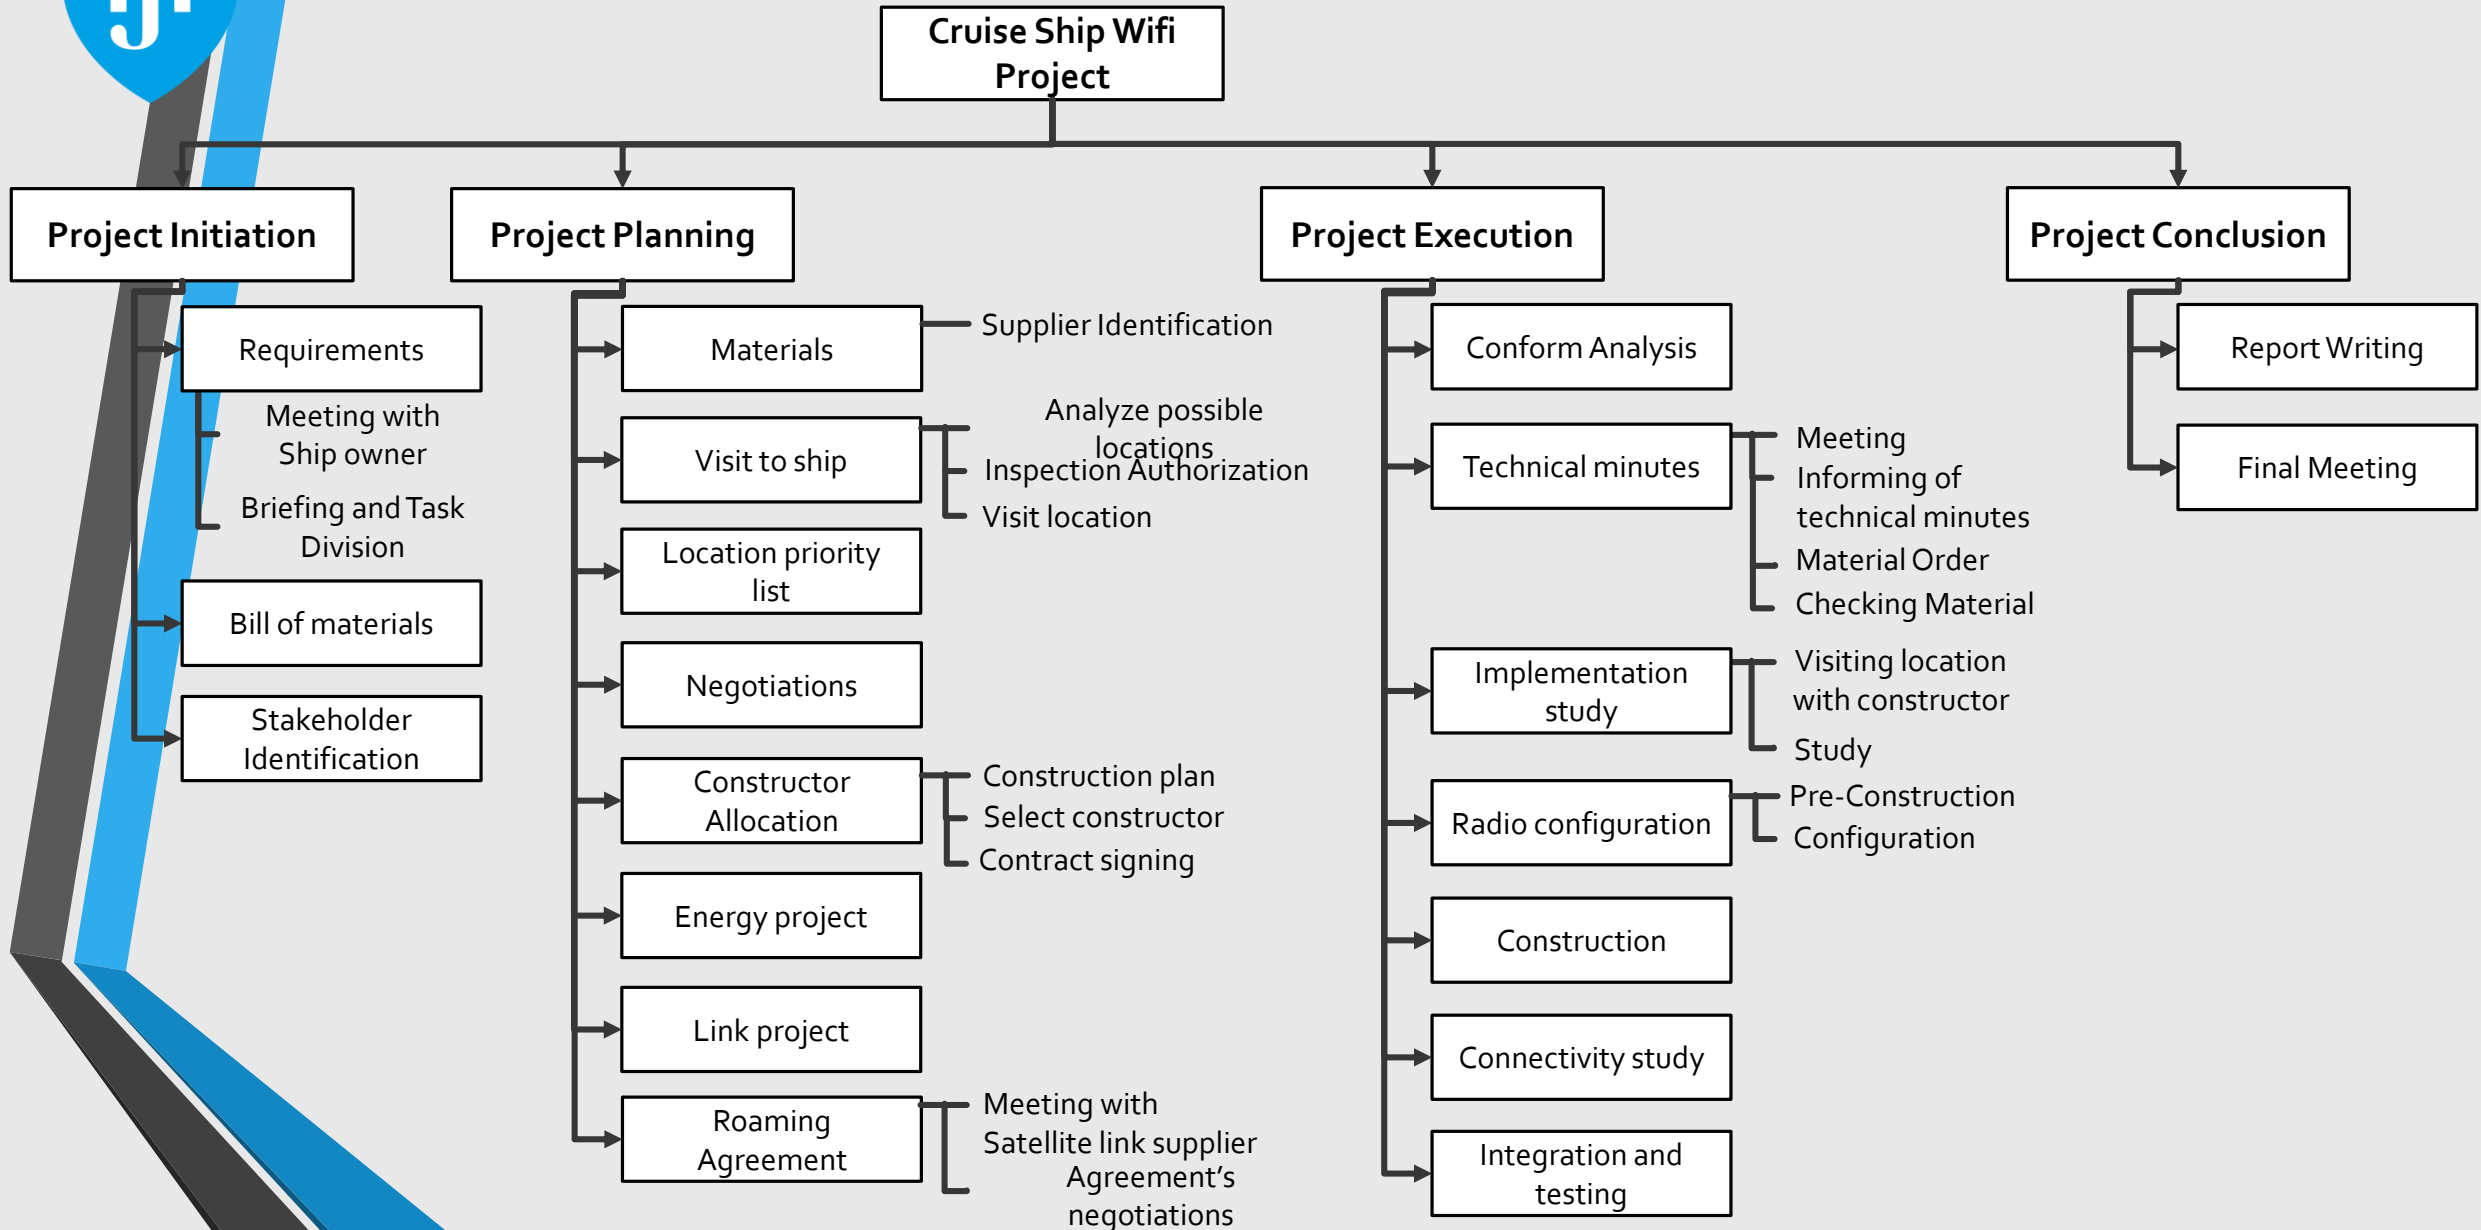 Cruise Ship Wifi
Project
Project Initiation
Requirements
Meeting with
Ship owner
Briefing and Task
Division
Bill of materials
Stakeholder
Identification
Project Planning
Materials
Supplier Identification
Visit to ship
Analyze possible
locations
Inspection Authorization
Visit location
Location priority
list
Negotiations
Constructor
Allocation
Construction plan
Select constructor
Contract signing
Energy project
Link project
Roaming
Agreement
Meeting with
Satellite link supplier
Agreement’s
negotiations
Project Execution
Conform Analysis
Technical minutes
Meeting
Informing of
technical minutes
Material Order
Checking Material
Implementation
study
Visiting location
with constructor
Study
Radio configuration
Pre-Construction
Configuration
Construction
Connectivity study
Integration and
testing
Project Conclusion
Report Writing
Final Meeting